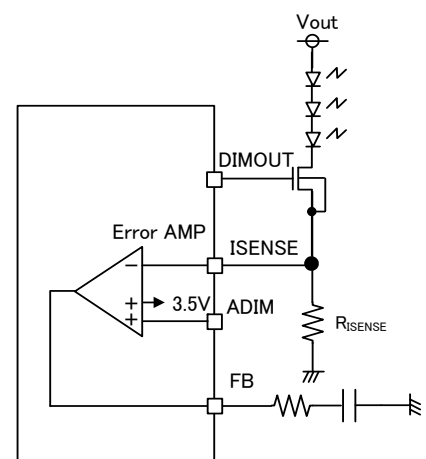 Vout
DIMOUT
Error AMP
ISENSE
−
+
3.5V
ADIM
+
RISENSE
FB